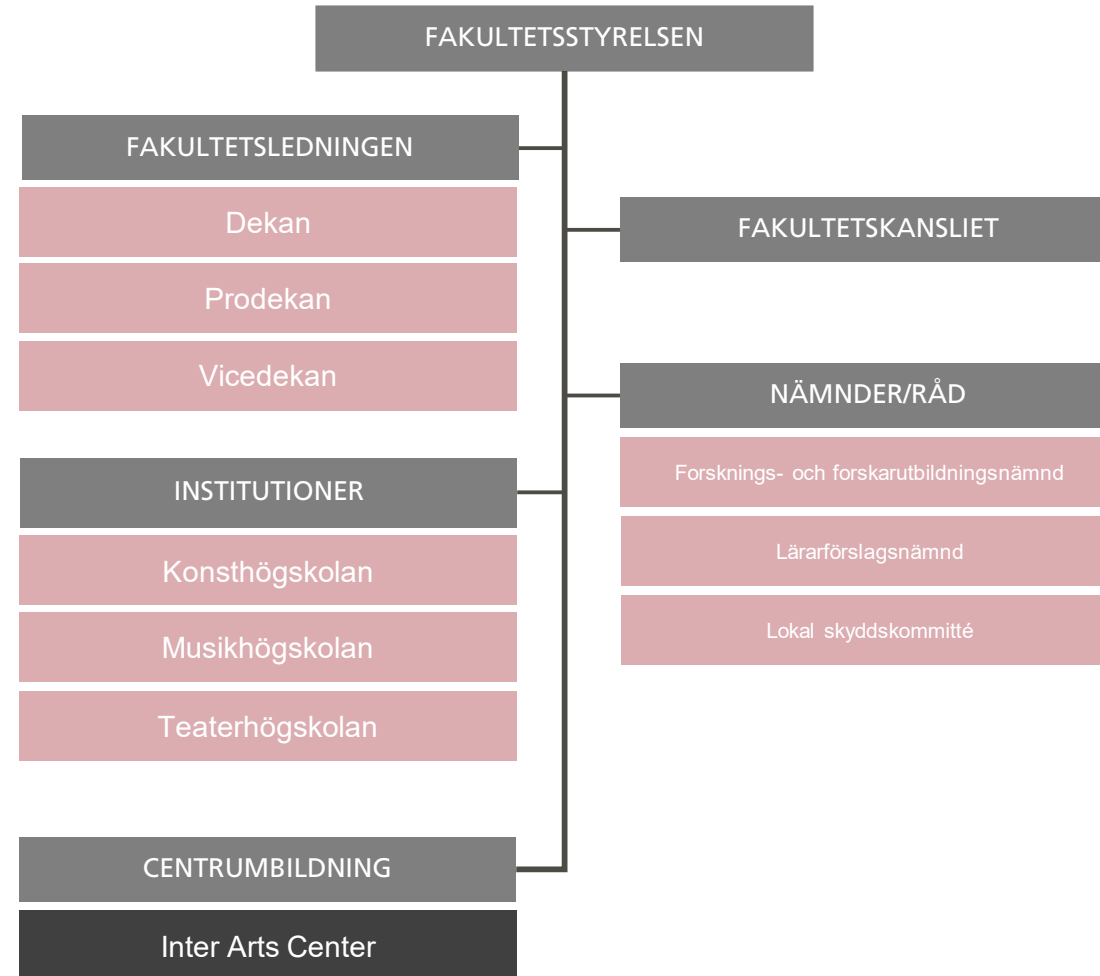 FAKULTETSSTYRELSEN
FAKULTETSLEDNINGEN
Dekan
Prodekan
Vicedekan
FAKULTETSKANSLIET
NÄMNDER/RÅD
Forsknings- och forskarutbildningsnämnd
Lärarförslagsnämnd
Lokal skyddskommitté
INSTITUTIONER
Konsthögskolan
Musikhögskolan
Teaterhögskolan
CENTRUMBILDNING
Inter Arts Center